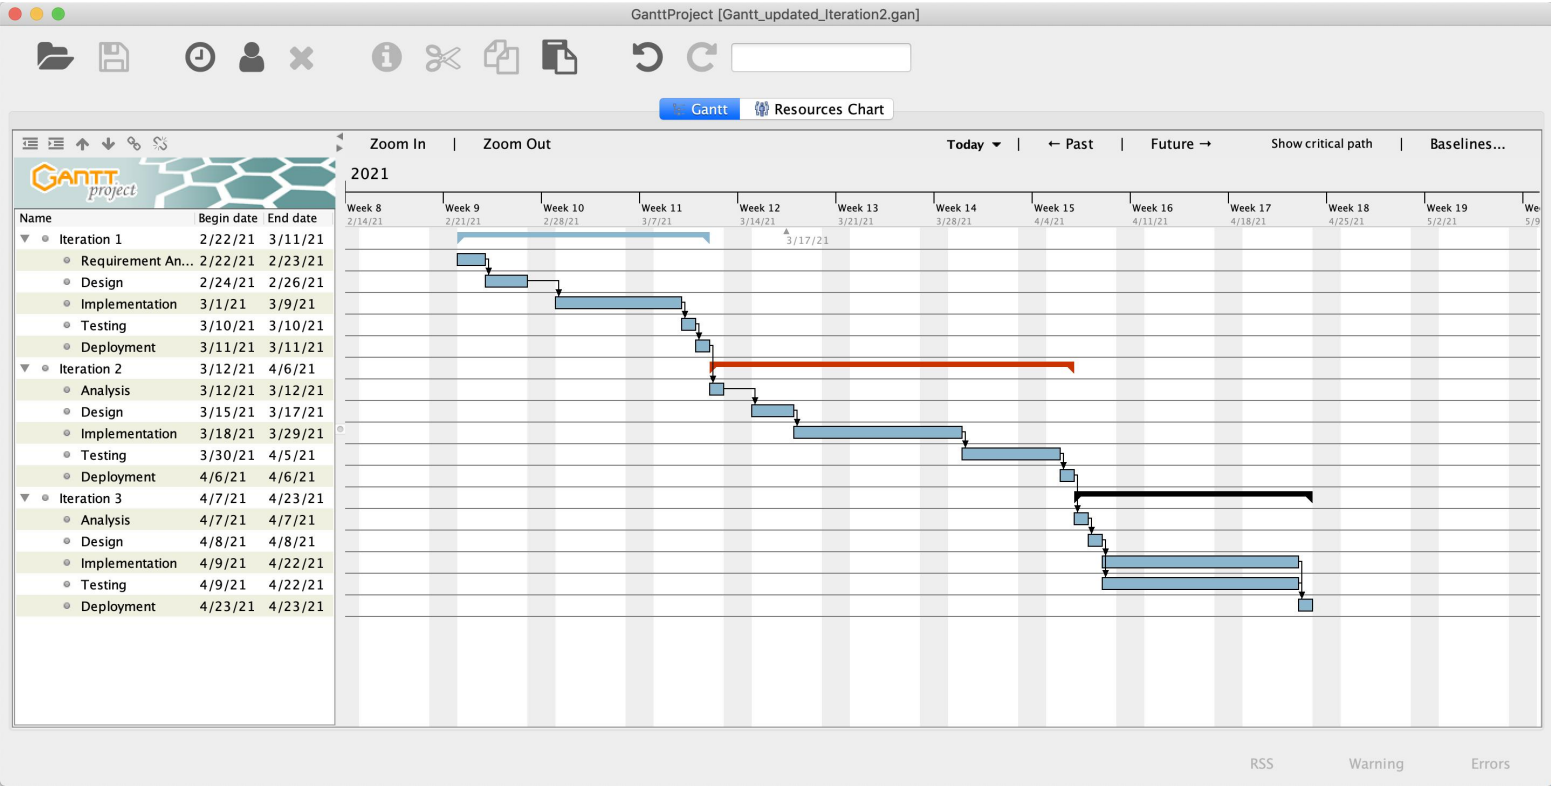 GanttProject [Gantt_updated_Iteration2.gan]
Gantt
Resources Chart
Zoom In | Zoom Out
Today | ← Past | Future → Show critical path | Baselines...
GANTT project
2021
Week 8 Week 9 Week 10 Week 11 Week 12 Week 13 Week 14 Week 15 Week 16 Week 17 Week 18 Week 19 We
2/14/21 2/21/21 2/28/21 3/7/21 3/14/21 3/21/21 3/28/21 4/4/21 4/11/21 4/18/21 4/25/21 5/2/21 5/9
Name Begin date End date
Iteration 1 2/22/21 3/11/21
3/17/21
Requirement An... 2/22/21 2/23/21
Design 2/24/21 2/26/21
Implementation 3/1/21 3/9/21
Testing 3/10/21 3/10/21
Deployment 3/11/21 3/11/21
Iteration 2 3/12/21 4/6/21
Analysis 3/12/21 3/12/21
Design 3/15/21 3/17/21
Implementation 3/18/21 3/29/21
Testing 3/30/21 4/5/21
Deployment 4/6/21 4/6/21
Iteration 3 4/7/21 4/23/21
Analysis 4/7/21 4/7/21
Design 4/8/21 4/8/21
Implementation 4/9/21 4/22/21
Testing 4/9/21 4/22/21
Deployment 4/23/21 4/23/21
RSS Warning Errors